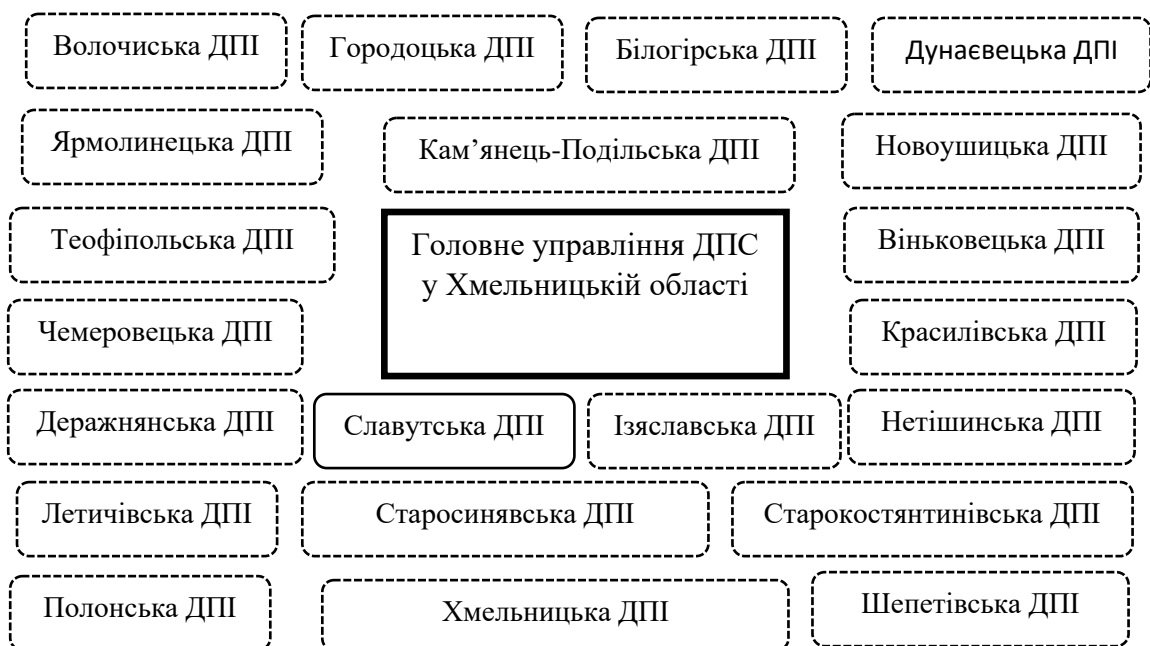 Волочиська ДПІ
Городоцька ДПІ
Білогірська ДПІ
Дунаєвецька ДПІ
Ярмолинецька ДПІ
Кам’янець-Подільська ДПІ
Новоушицька ДПІ
Теофіпольська ДПІ
Головне управління ДПС
у Хмельницькій області
Віньковецька ДПІ
Чемеровецька ДПІ
Красилівська ДПІ
Деражнянська ДПІ
Славутська ДПІ
Ізяславська ДПІ
Нетішинська ДПІ
Летичівська ДПІ
Старосинявська ДПІ
Старокостянтинівська ДПІ
Полонська ДПІ
Хмельницька ДПІ
Шепетівська ДПІ